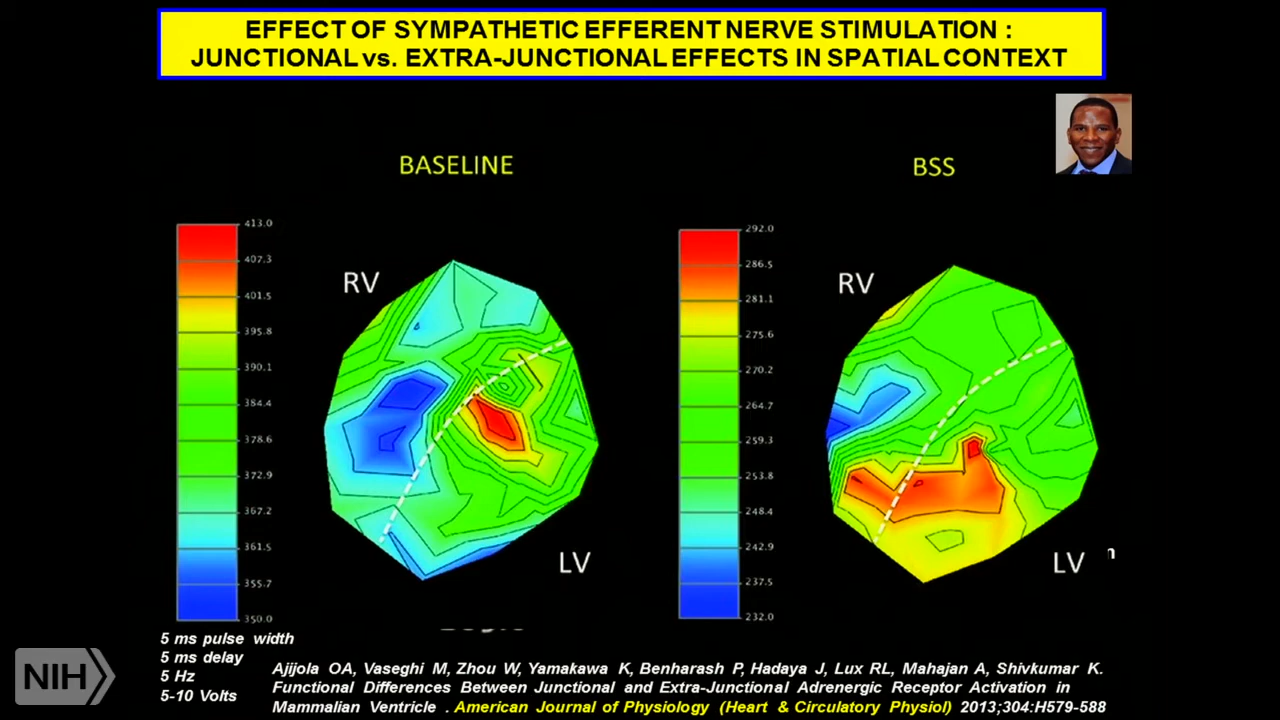 EFFECT OF SYMPATHETIC EFFERENT NERVE STIMULATION :
JUNCTIONAL vs. EXTRA-JUNCTIONAL EFFECTS IN SPATIAL CONTEXT
BASELINE
BSS
413.0
407.3
401.5
395.8
390.1
384.4
378.6
372.9
367.2
361.5
355.7
350.0
RV
LV
292.0
286.5
281.1
275.6
270.2
264.7
259.3
253.8
248.4
242.9
237.5
232.0
RV
LV
5 ms pulse width
5 ms delay
5 Hz
5-10 Volts
NIH
Ajijola OA, Vaseghi M, Zhou W, Yamakawa K, Benharash P, Hadaya J, Lux RL, Mahajan A, Shivkumar K.
Functional Differences Between Junctional and Extra-Junctional Adrenergic Receptor Activation in
Mammalian Ventricle . American Journal of Physiology (Heart & Circulatory Physiol) 2013;304:H579-588